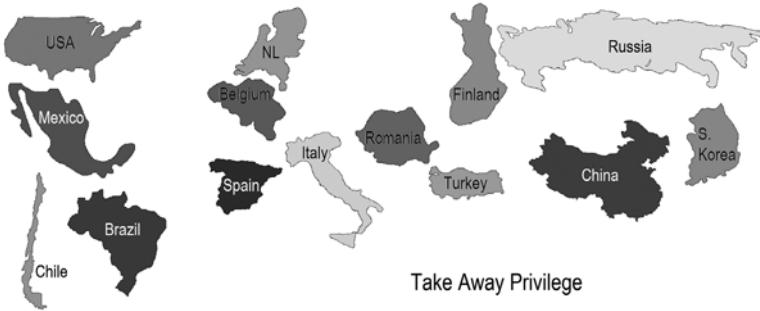 USA
NL
Russia
Belgium
Finland
Mexico
Romania
S.
Korea
Italy
Spain
Turkey
China
Brazil
Chile
Take Away Privilege